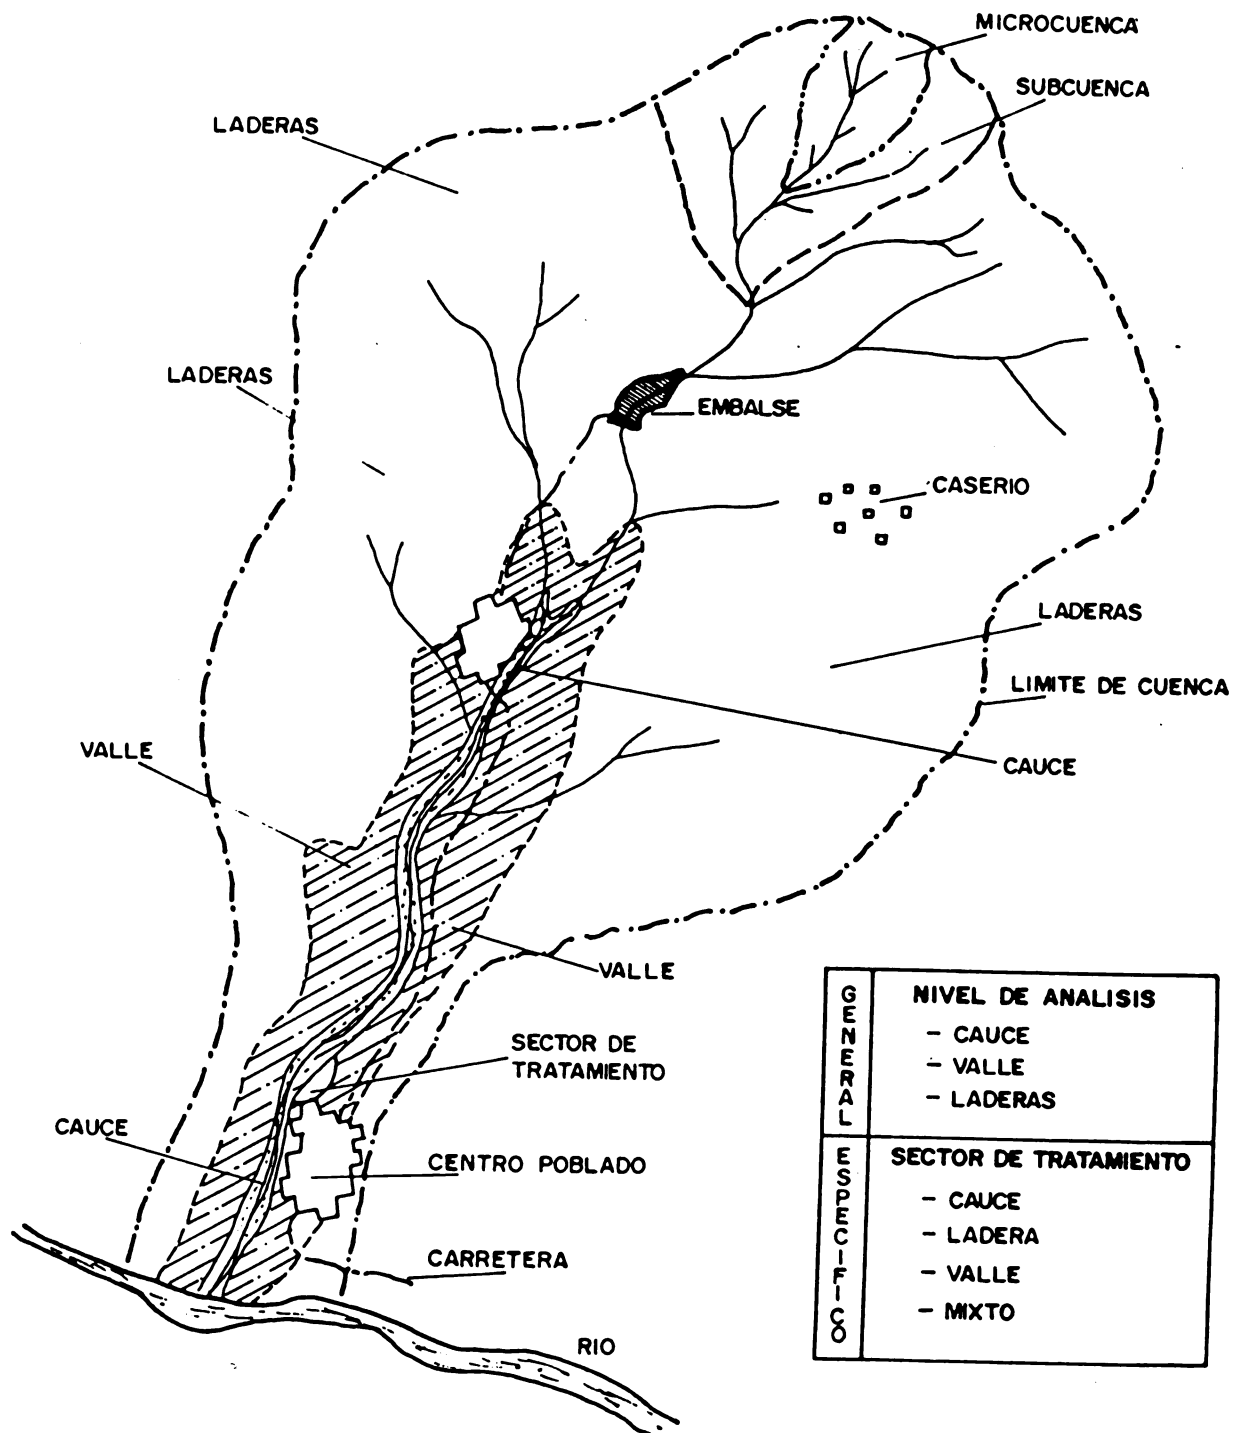 MICROCUENCA
SUBCUENCA
LADERAS
LADERAS
EMBALSE
CASERIO
LADERAS
LIMITE DE CUENCA
VALLE
CAUCE
VALLE
SECTOR DE
TRATAMIENTO
CAUCE
CENTRO POBLADO
CARRETERA
RIO
GENERAL
NIVEL DE ANALISIS
- CAUCE
- VALLE
- LADERAS
ESPECIFICO
SECTOR DE TRATAMIENTO
- CAUCE
- LADERA
- VALLE
- MIXTO